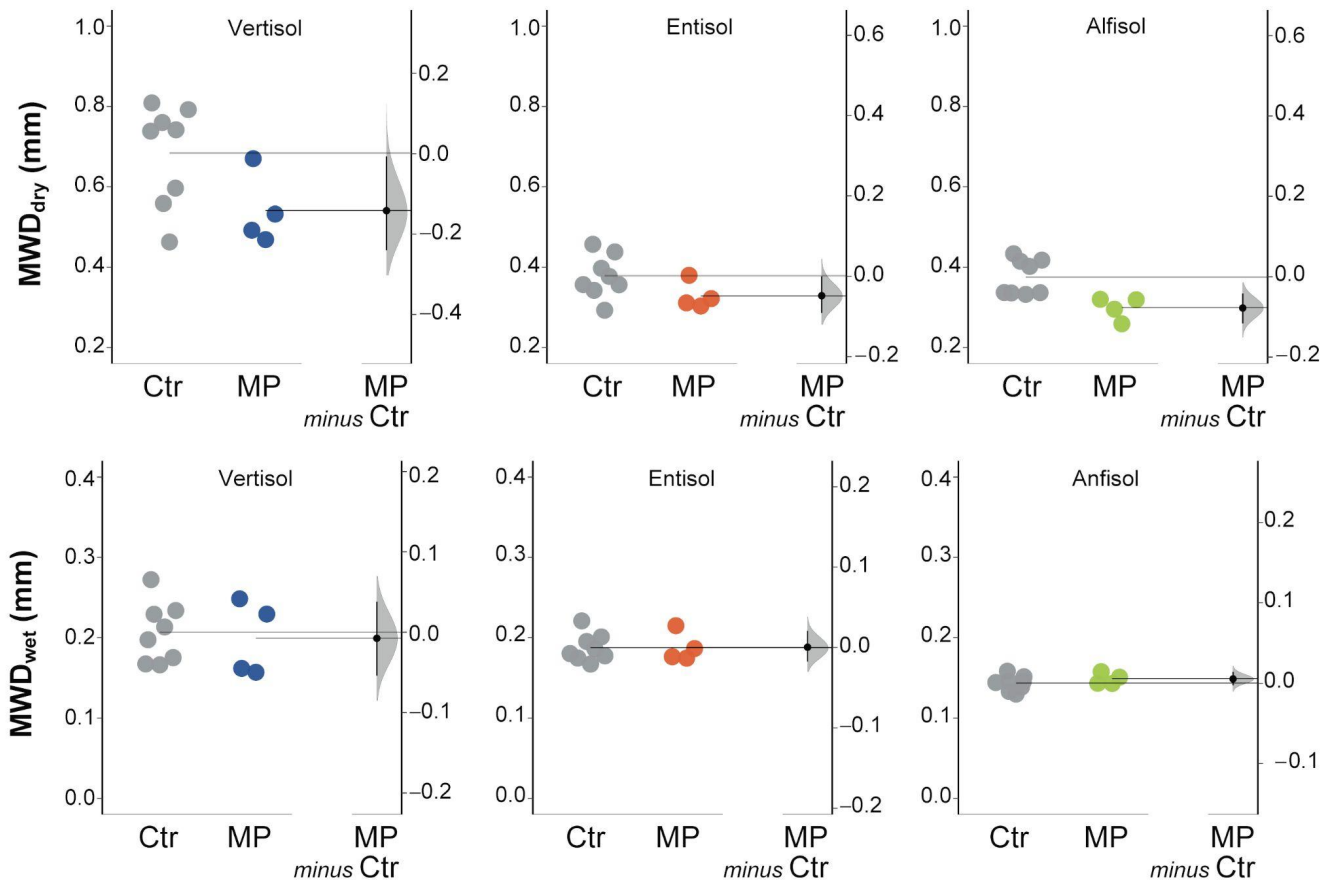 Vertisol
1.0
0.8
0.6
0.4
0.2
0.2
0.0
−0.2
−0.4
MWDdry (mm)
Ctr
MP
MP
minus Ctr
Entisol
1.0
0.8
0.6
0.4
0.2
0.6
0.4
0.2
0.0
−0.2
Ctr
MP
MP
minus Ctr
Alfisol
1.0
0.8
0.6
0.4
0.2
0.6
0.4
0.2
0.0
−0.2
Ctr
MP
MP
minus Ctr
Vertisol
0.4
0.3
0.2
0.1
0.0
0.2
0.1
0.0
−0.1
−0.2
MWDwet (mm)
Ctr
MP
MP
minus Ctr
Entisol
0.4
0.3
0.2
0.1
0.0
0.2
0.1
0.0
−0.1
−0.2
Ctr
MP
MP
minus Ctr
Anfisol
0.4
0.3
0.2
0.1
0.0
0.2
0.1
0.0
−0.1
Ctr
MP
MP
minus Ctr